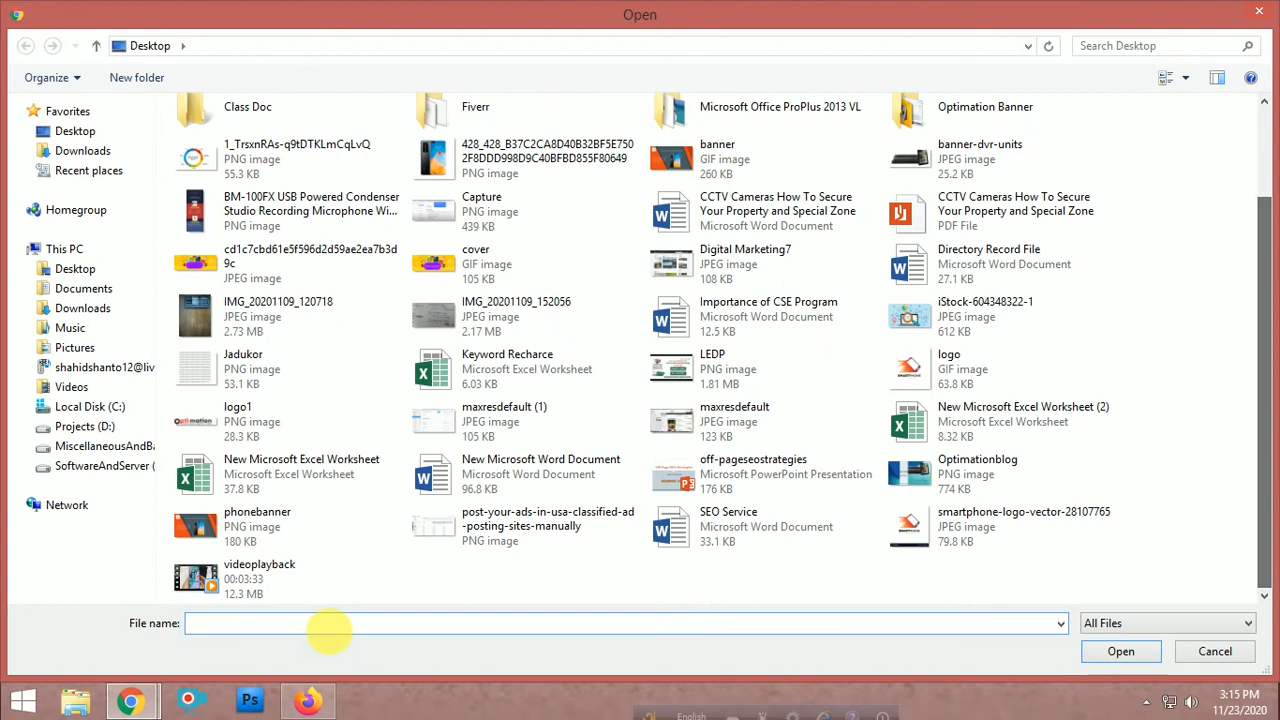 Open
Desktop
Search Desktop
Organize
New folder
Favorites
Desktop
Downloads
Recent places
Homegroup
This PC
Desktop
Documents
Downloads
Music
Pictures
shahidshanto12@liv
Videos
Local Disk (C:)
Projects (D:)
MiscellaneousAndBa
SoftwareAndServer (
Network
Class Doc
Fiverr
Microsoft Office ProPlus 2013 VL
Optimation Banner
1_TrsxnRAs-q9tDTKLmCqLvQ
PNG image
55.3 KB
428_428_B37C2CA8D40B32BF5E750
2F8DDD998D9C40BFBD855F80649
PNG image
banner
GIF image
260 KB
banner-dvr-units
JPEG image
25.2 KB
BM-100FX USB Powered Condenser
Studio Recording Microphone Wi...
PNG image
Capture
PNG image
439 KB
CCTV Cameras How To Secure
Your Property and Special Zone
Microsoft Word Document
CCTV Cameras How To Secure
Your Property and Special Zone
PDF File
cd1c7cbd61e5f596d2d59ae2ea7b3d
9c
JPEG image
cover
GIF image
105 KB
Digital Marketing7
JPEG image
108 KB
Directory Record File
Microsoft Word Document
27.1 KB
IMG_20201109_120718
JPEG image
2.73 MB
IMG_20201109_152056
JPEG image
2.17 MB
Importance of CSE Program
Microsoft Word Document
12.5 KB
iStock-604348322-1
JPEG image
612 KB
Jadukor
PNG image
53.1 KB
Keyword Recharce
Microsoft Excel Worksheet
6.03 KB
LEDP
PNG image
1.81 MB
logo
GIF image
63.8 KB
logo1
PNG image
28.3 KB
maxresdefault (1)
JPEG image
105 KB
maxresdefault
JPEG image
123 KB
New Microsoft Excel Worksheet (2)
Microsoft Excel Worksheet
8.32 KB
New Microsoft Excel Worksheet
Microsoft Excel Worksheet
37.8 KB
New Microsoft Word Document
Microsoft Word Document
96.8 KB
off-pageseostrategies
Microsoft PowerPoint Presentation
176 KB
Optimationblog
PNG image
774 KB
phonebanner
PNG image
180 KB
post-your-ads-in-usa-classified-ad
-posting-sites-manually
PNG image
SEO Service
Microsoft Word Document
33.1 KB
smartphone-logo-vector-28107765
JPEG image
79.8 KB
videoplayback
00:03:33
12.3 MB
File name:
All Files
Open
Cancel
Ps
English
3:15 PM
11/23/2020